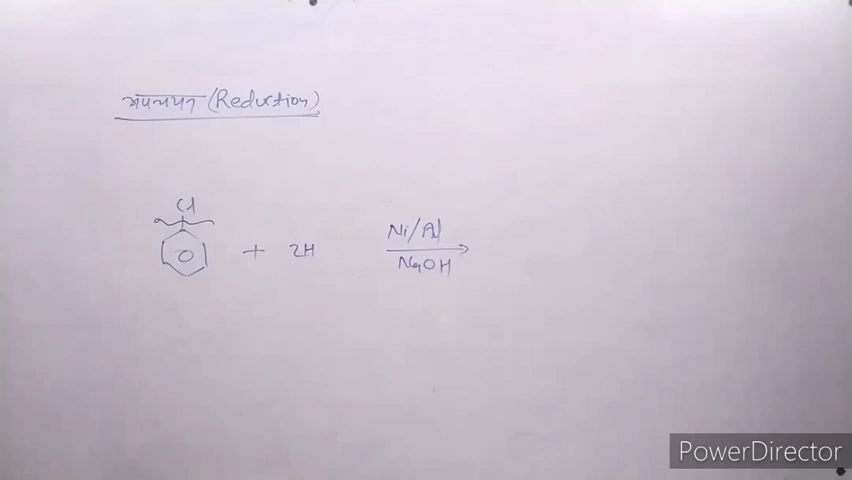 अपचयन (Reduction)
Cl
+ 2H
Ni/Al
NaOH
PowerDirector